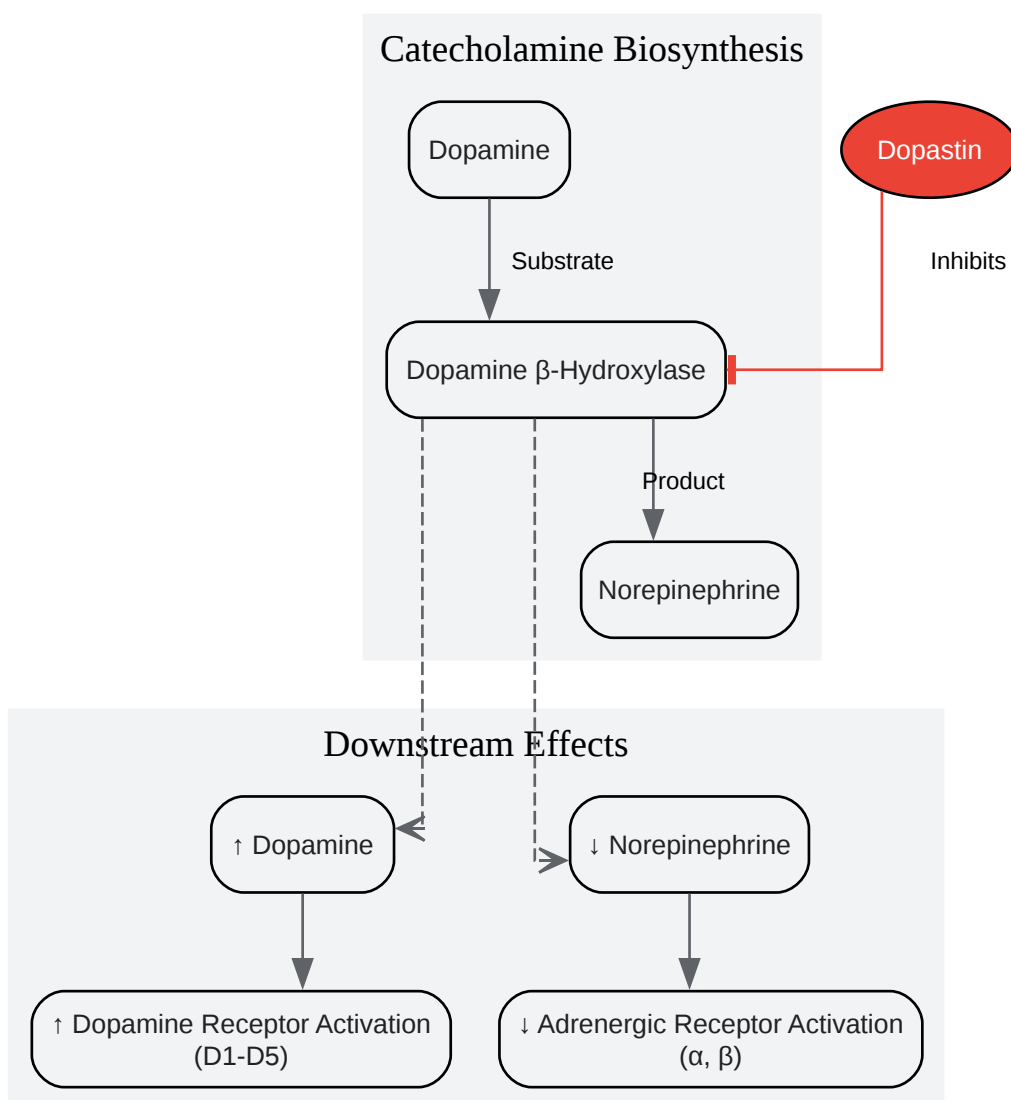 Catecholamine Biosynthesis
Dopamine
Dopastin
Substrate
Inhibits
Dopamine β-Hydroxylase
Product
Norepinephrine
Downstream Effects
↑ Dopamine
↓ Norepinephrine
↑ Dopamine Receptor Activation
(D1-D5)
↓ Adrenergic Receptor Activation
(α, β)